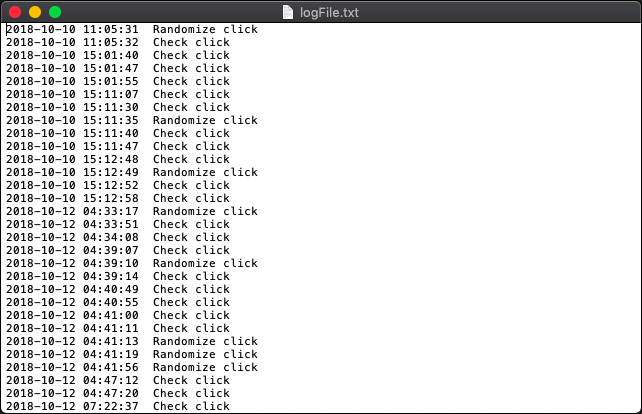 logFile.txt
2018-10-10 11:05:31  Randomize click
2018-10-10 11:05:32  Check click
2018-10-10 15:01:40  Check click
2018-10-10 15:01:47  Check click
2018-10-10 15:01:55  Check click
2018-10-10 15:11:07  Check click
2018-10-10 15:11:30  Check click
2018-10-10 15:11:35  Randomize click
2018-10-10 15:11:40  Check click
2018-10-10 15:11:47  Check click
2018-10-10 15:12:48  Check click
2018-10-10 15:12:49  Randomize click
2018-10-10 15:12:52  Check click
2018-10-10 15:12:58  Check click
2018-10-12 04:33:17  Randomize click
2018-10-12 04:33:51  Check click
2018-10-12 04:34:08  Check click
2018-10-12 04:39:07  Check click
2018-10-12 04:39:10  Randomize click
2018-10-12 04:39:14  Check click
2018-10-12 04:40:49  Check click
2018-10-12 04:40:55  Check click
2018-10-12 04:41:00  Check click
2018-10-12 04:41:11  Check click
2018-10-12 04:41:13  Randomize click
2018-10-12 04:41:19  Randomize click
2018-10-12 04:41:56  Randomize click
2018-10-12 04:47:12  Check click
2018-10-12 04:47:20  Check click
2018-10-12 07:22:37  Check click